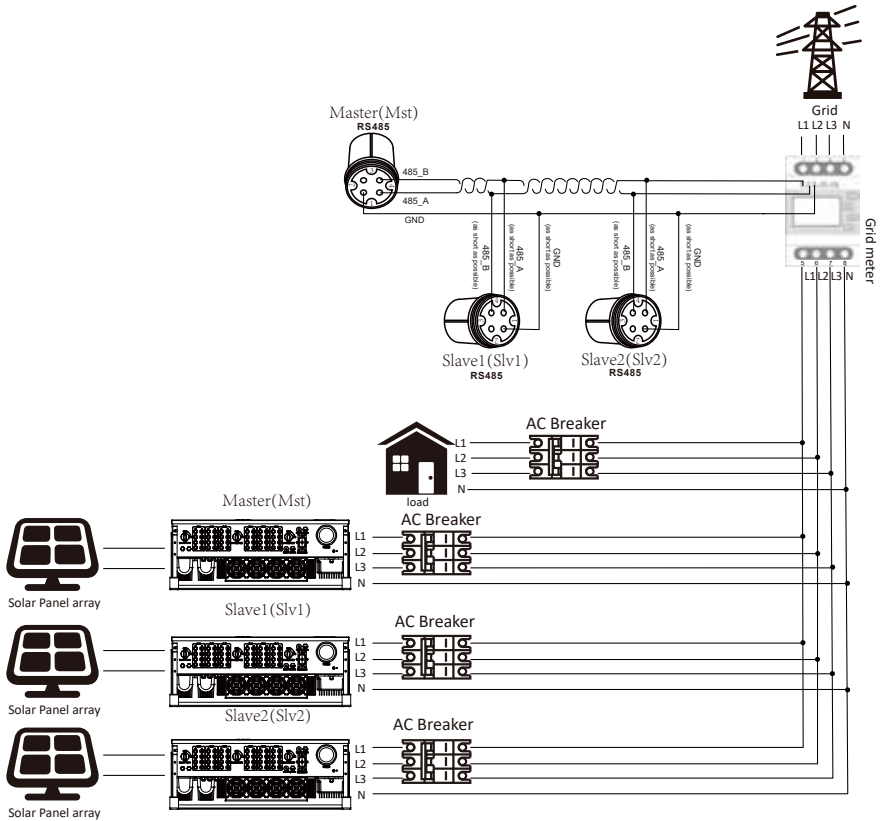 Grid
L1 L2 L3 N
Master(Mst)
RS485
485_B
485_A
GND
485_B
(as short as possible)
485_A
(as short as possible)
GND
(as short as possible)
485_B
(as short as possible)
485_A
(as short as possible)
GND
(as short as possible)
Grid meter
5 6 7 8
L1 L2 L3 N
Slave1(Slv1)
RS485
Slave2(Slv2)
RS485
AC Breaker
L1
L2
L3
N
load
Master(Mst)
AC Breaker
L1
L2
L3
N
Solar Panel array
Slave1(Slv1)
AC Breaker
L1
L2
L3
N
Solar Panel array
Slave2(Slv2)
AC Breaker
L1
L2
L3
N
Solar Panel array